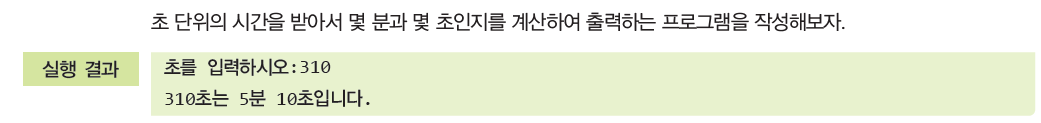 초 단위의 시간을 받아서 몇 분과 몇 초인지를 계산하여 출력하는 프로그램을 작성해보자.
실행 결과
초를 입력하시오:310
310초는 5분 10초입니다.